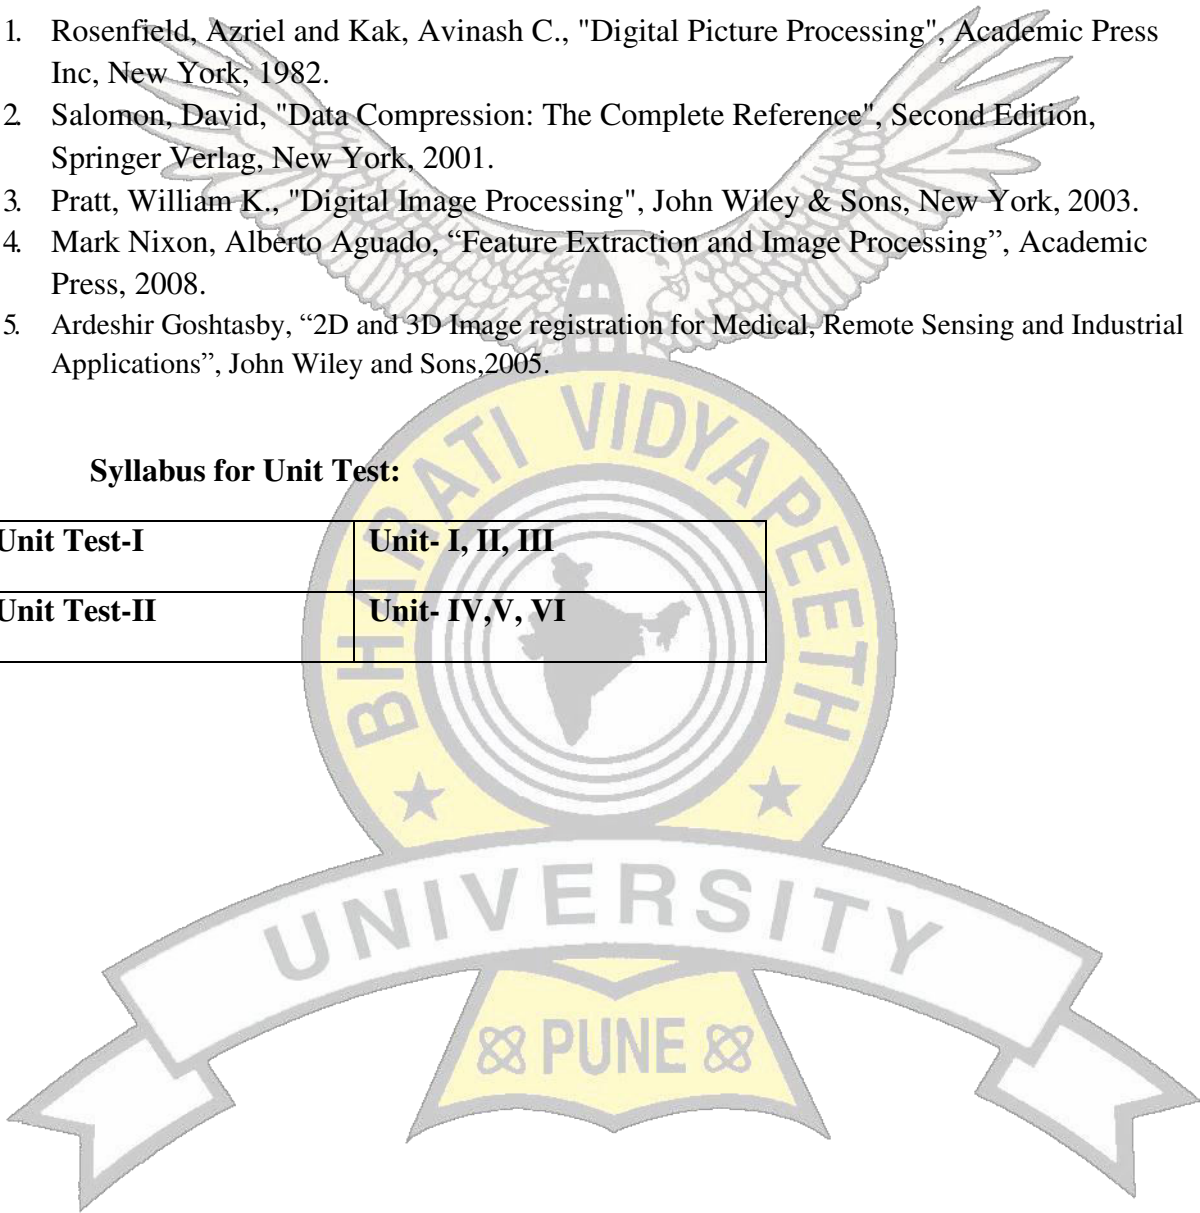 1. Rosenfield, Azriel and Kak, Avinash C., "Digital Picture Processing", Academic Press
Inc, New York, 1982.
2. Salomon, David, "Data Compression: The Complete Reference", Second Edition,
Springer Verlag, New York, 2001.
3. Pratt, William K., "Digital Image Processing", John Wiley & Sons, New York, 2003.
4. Mark Nixon, Alberto Aguado, “Feature Extraction and Image Processing”, Academic
Press, 2008.
5. Ardeshir Goshtasby, “2D and 3D Image registration for Medical, Remote Sensing and Industrial
Applications”, John Wiley and Sons,2005.
Syllabus for Unit Test:
Unit Test-I Unit- I, II, III
Unit Test-II Unit- IV,V, VI
BHARATI VIDYAPEETH
UNIVERSITY
PUNE